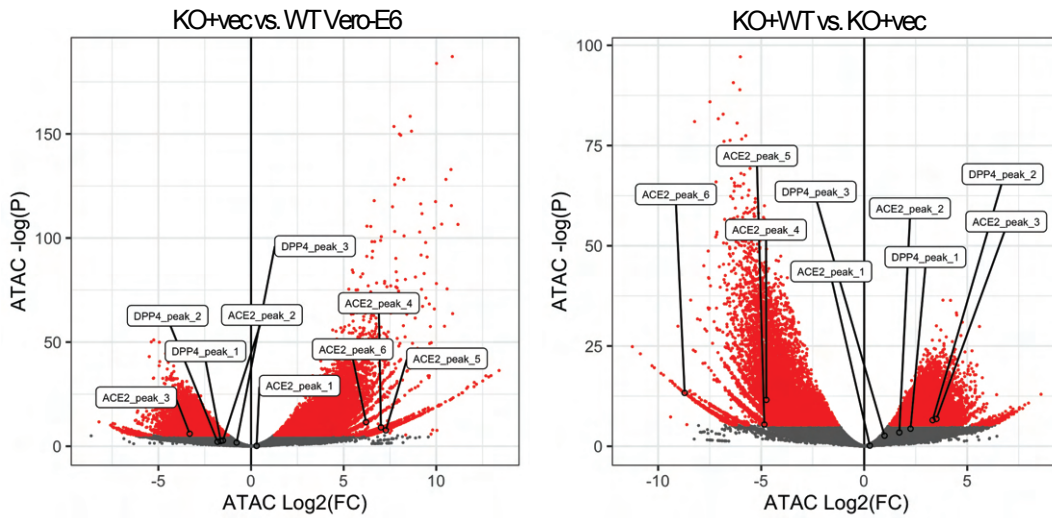 KO+vec vs. WT Vero-E6
ATAC -log(P)
150
100
50
0
-5
0
5
10
ATAC Log2(FC)
DPP4_peak_3
DPP4_peak_2
ACE2_peak_2
ACE2_peak_4
DPP4_peak_1
ACE2_peak_6
ACE2_peak_5
ACE2_peak_3
ACE2_peak_1
KO+WT vs. KO+vec
ATAC -log(P)
100
75
50
25
0
-10
-5
0
5
ATAC Log2(FC)
ACE2_peak_5
DPP4_peak_2
ACE2_peak_6
DPP4_peak_3
ACE2_peak_2
ACE2_peak_3
ACE2_peak_4
DPP4_peak_1
ACE2_peak_1